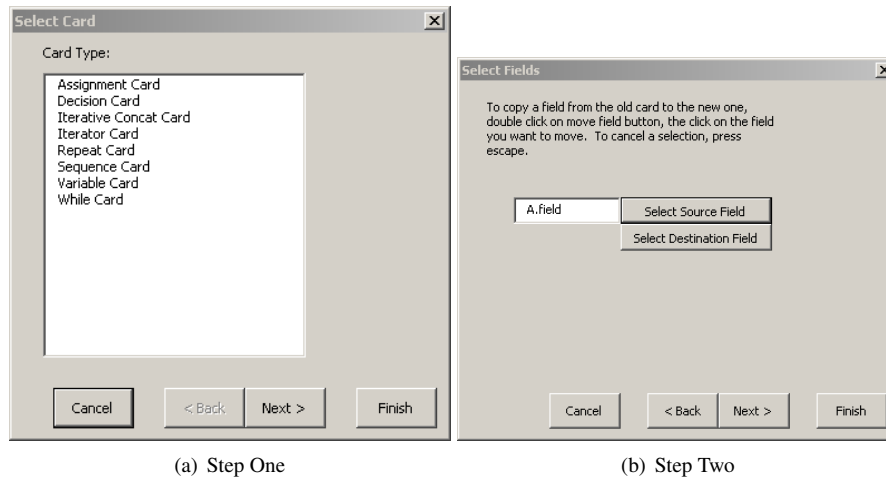 Select Card
Card Type:
Assignment Card
Decision Card
Iterative Concat Card
Iterator Card
Repeat Card
Sequence Card
Variable Card
While Card
Cancel
< Back
Next >
Finish
(a) Step One
Select Fields
To copy a field from the old card to the new one,
double click on move field button, the click on the field
you want to move. To cancel a selection, press
escape.
A.field
Select Source Field
Select Destination Field
Cancel
< Back
Next >
Finish
(b) Step Two